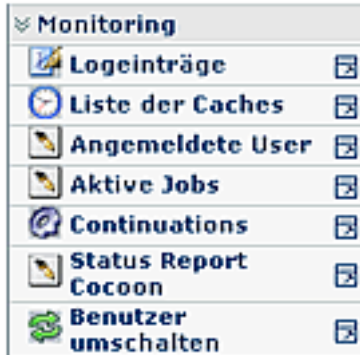 Monitoring
Logeinträge
Liste der Caches
Angemeldete User
Aktive Jobs
Continuations
Status Report
Cocoon
Benutzer
umschalten